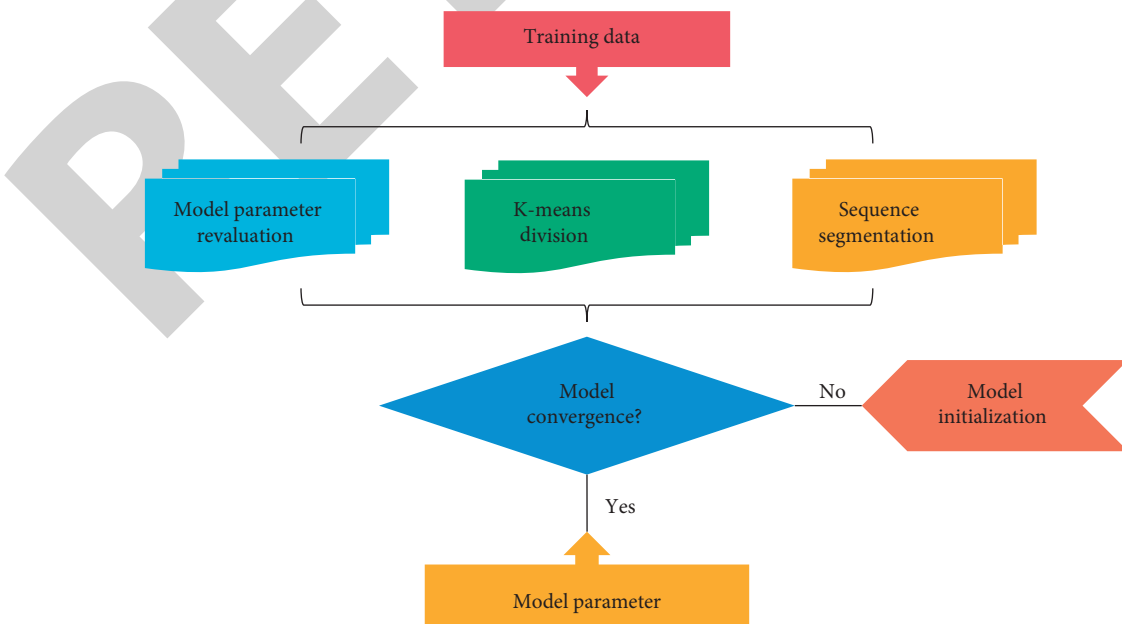 Training data
Model parameter
revaluation
K-means
division
Sequence
segmentation
Model
convergence?
No
Model
initialization
Yes
Model parameter